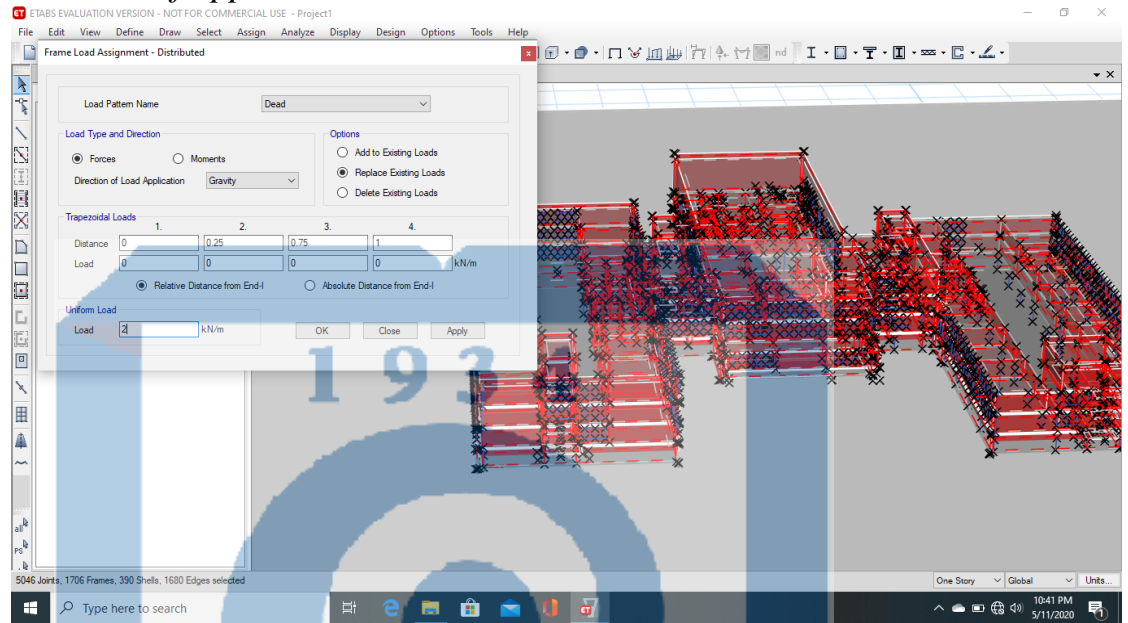 ETABS EVALUATION VERSION - NOT FOR COMMERCIAL USE - Project1
File Edit View Define Draw Select Assign Analyze Display Design Options Tools Help
nd
Frame Load Assignment - Distributed
Load Pattern Name Dead
Load Type and Direction
Forces Moments
Direction of Load Application Gravity
Options
Add to Existing Loads
Replace Existing Loads
Delete Existing Loads
Trapezoidal Loads
1. 2. 3. 4.
Distance 0 0.25 0.75 1
Load 0 0 0 0 kN/m
Relative Distance from End-I Absolute Distance from End-I
Uniform Load
Load 2 kN/m
OK Close Apply
193
all
PS
5046 Joints, 1706 Frames, 390 Shells, 1680 Edges selected
One Story Global Units...
Type here to search
10:41 PM
5/11/2020